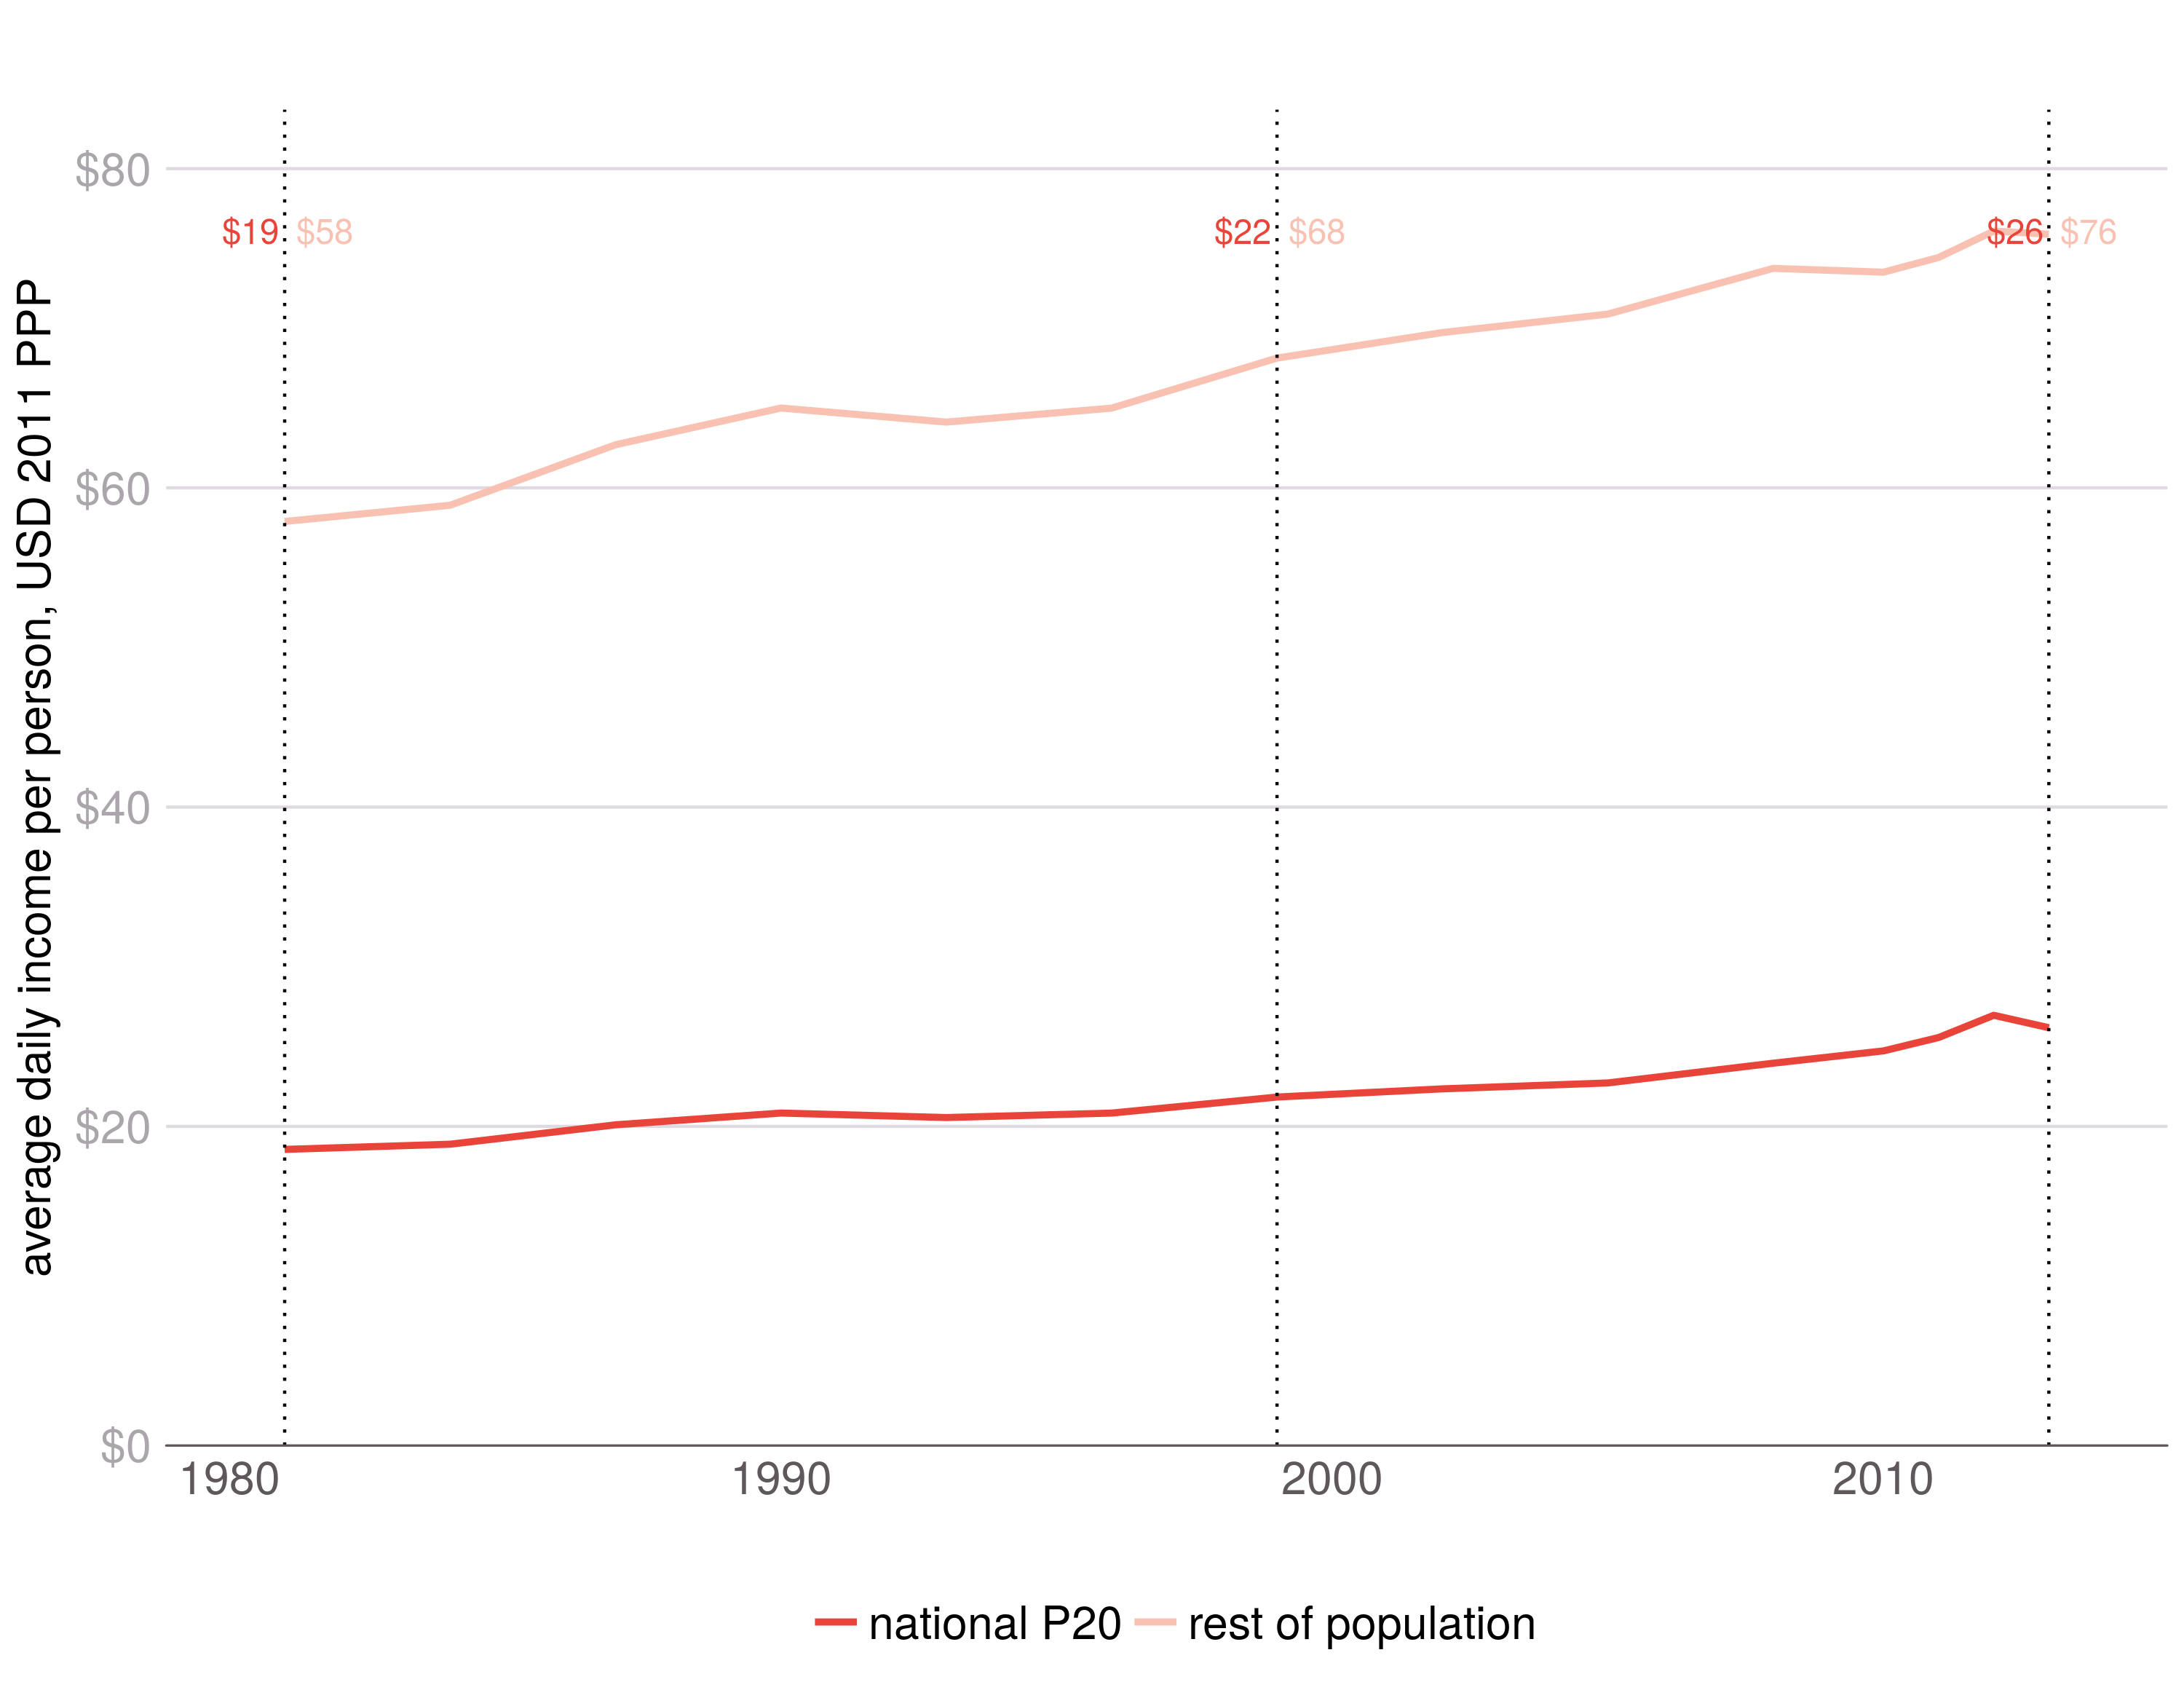 average daily income per person, USD 2011 PPP
$80
$60
$40
$20
$0
$19 $58
$22 $68
$26 $76
1980 1990 2000 2010
national P20 rest of population